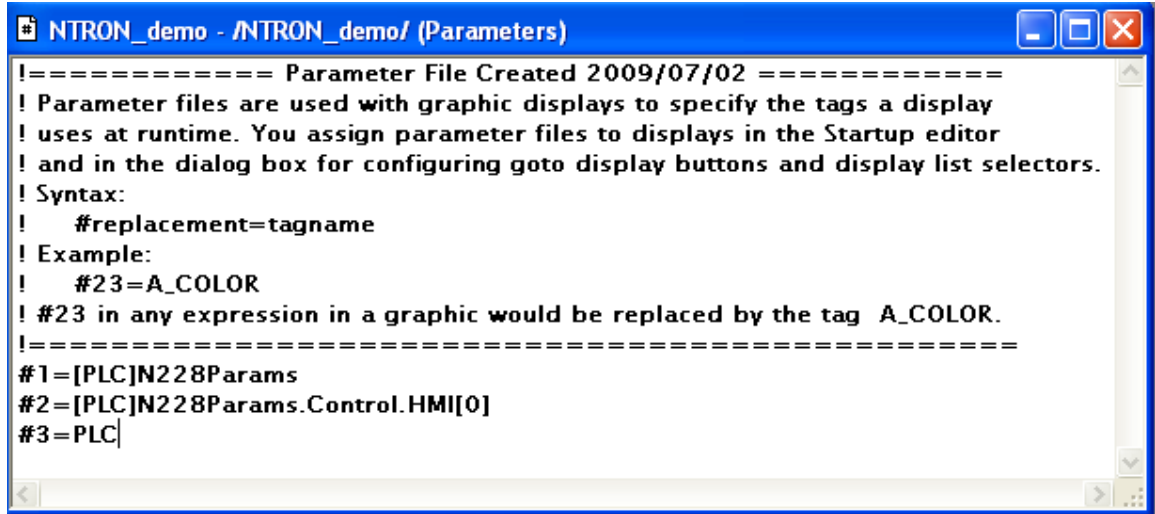 NTRON_demo - /NTRON_demo/ (Parameters)
!============ Parameter File Created 2009/07/02 ============
! Parameter files are used with graphic displays to specify the tags a display
! uses at runtime. You assign parameter files to displays in the Startup editor
! and in the dialog box for configuring goto display buttons and display list selectors.
! Syntax:
!    #replacement=tagname
! Example:
!    #23=A_COLOR
! #23 in any expression in a graphic would be replaced by the tag  A_COLOR.
!================================================
#1=[PLC]N228Params
#2=[PLC]N228Params.Control.HMI[0]
#3=PLC